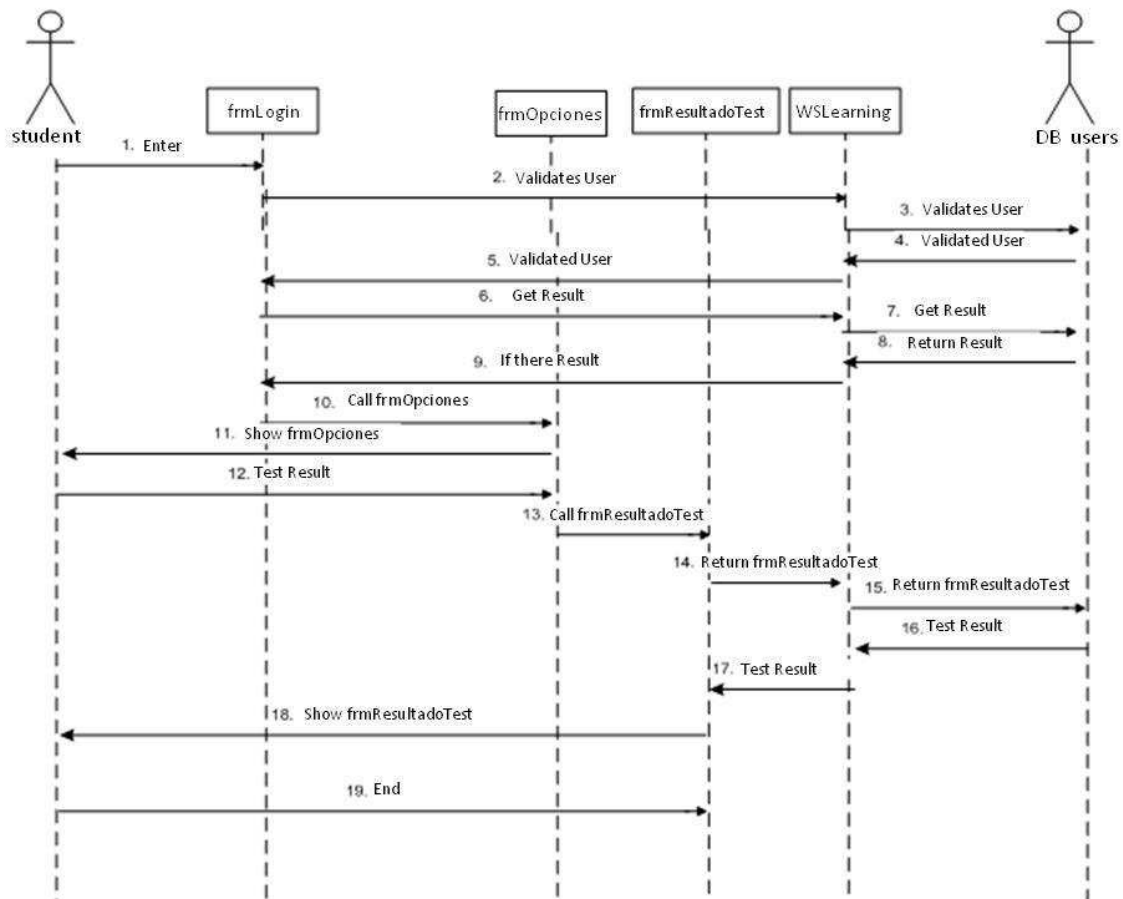 student
frmLogin
frmOpciones
frmResultadoTest
WSLearning
DB users
1. Enter
2. Validates User
3. Validates User
4. Validated User
5. Validated User
6. Get Result
7. Get Result
8. Return Result
9. If there Result
10. Call frmOpciones
11. Show frmOpciones
12. Test Result
13. Call frmResultadoTest
14. Return frmResultadoTest
15. Return frmResultadoTest
16. Test Result
17. Test Result
18. Show frmResultadoTest
19. End